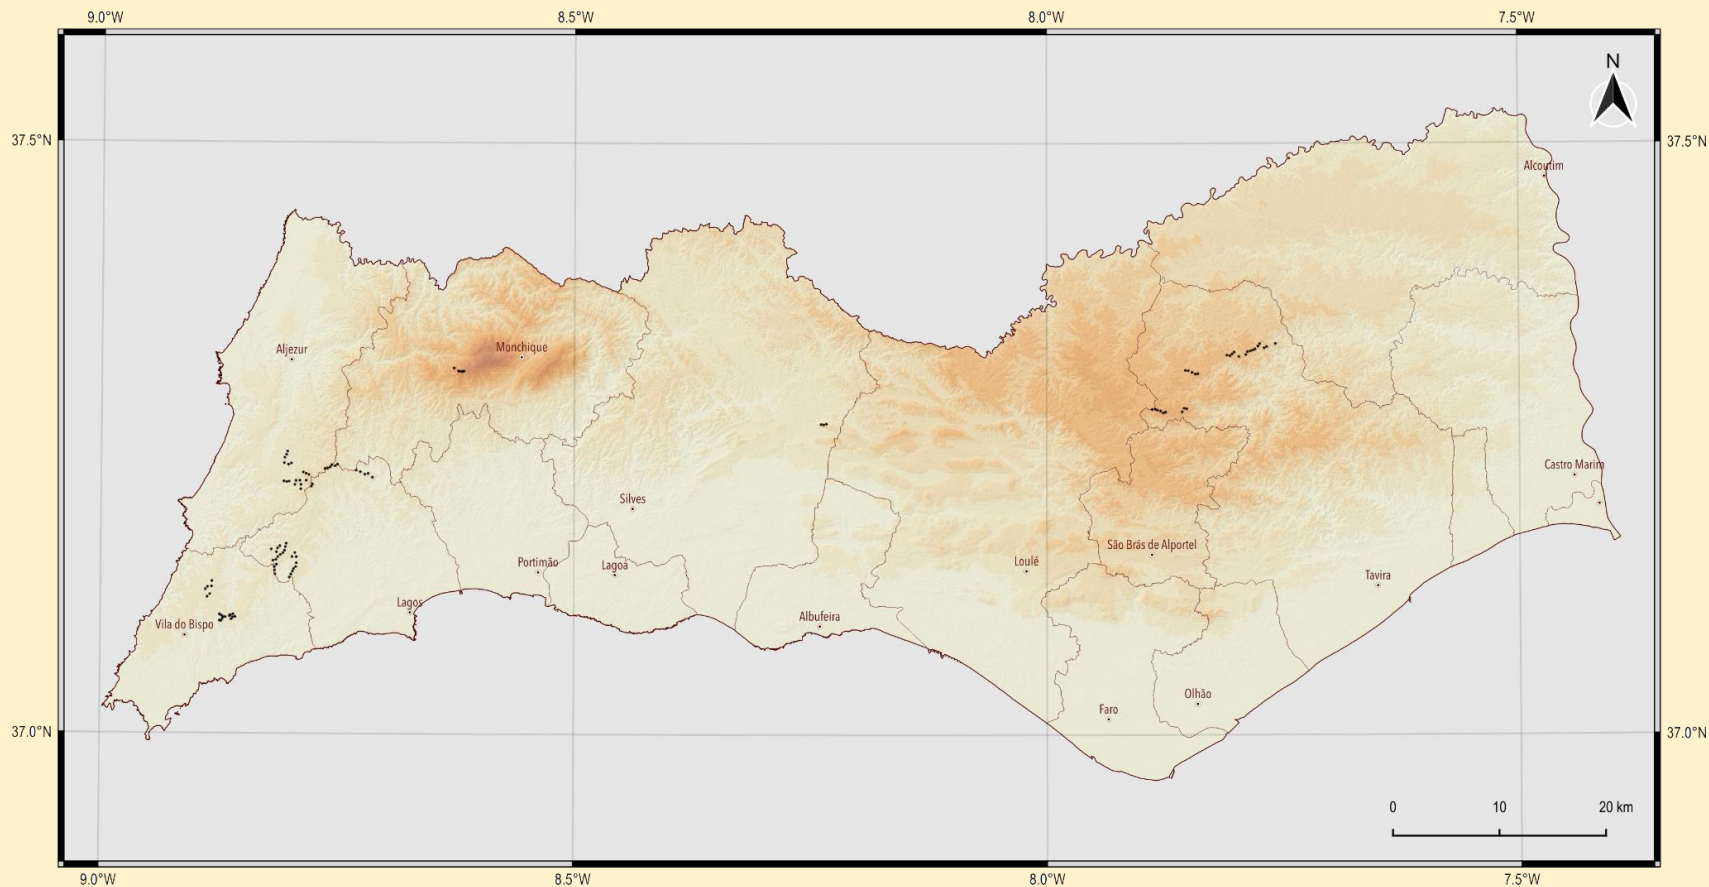 9.0°W 8.5°W 8.0°W 7.5°W
N
37.5°N 37.5°N
Alcoutim
Aljezur
Monchique
Castro Marim
Silves
São Brás de Alportel
Portimão
Lagoa
Loulé
Tavira
Lagos
Albufeira
Vila do Bispo
Olhão
Faro
37.0°N 37.0°N
0 10 20 km
9.0°W 8.5°W 8.0°W 7.5°W